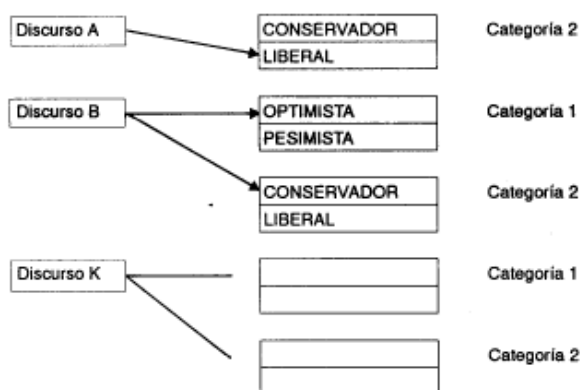 Discurso A CONSERVADOR Categoría 2
LIBERAL
Discurso B OPTIMISTA Categoría 1
PESIMISTA
CONSERVADOR Categoría 2
LIBERAL
Discurso K Categoría 1
Categoría 2